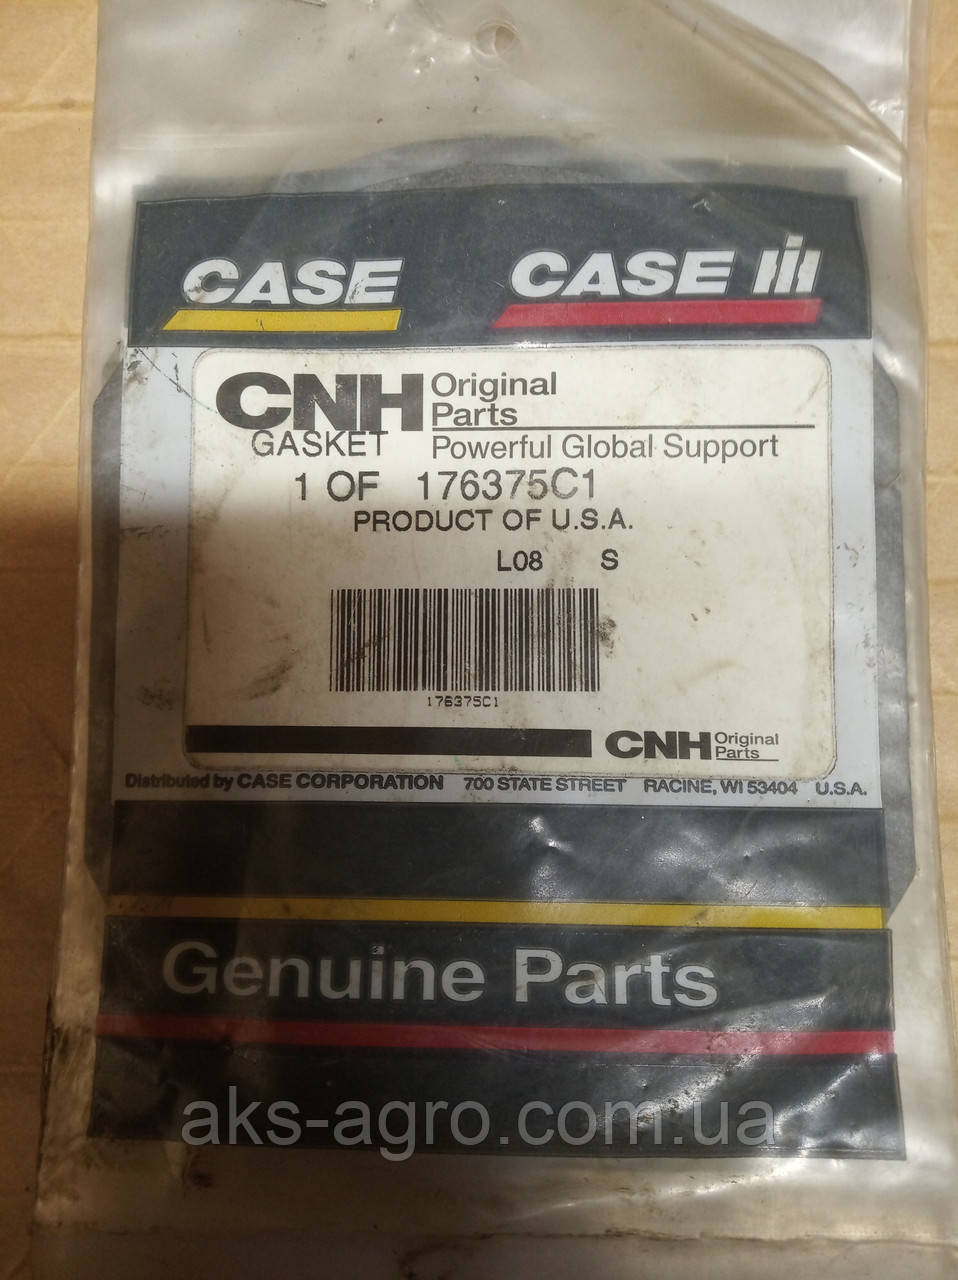 CASE CASE IH
CNH Original
Parts
GASKET Powerful Global Support
1 OF 176375C1
PRODUCT OF U.S.A.
L08 S
176375C1
CNH Original
Parts
Distributed by CASE CORPORATION 700 STATE STREET RACINE, WI 53404 U.S.A.
Genuine Parts
aks-agro.com.ua